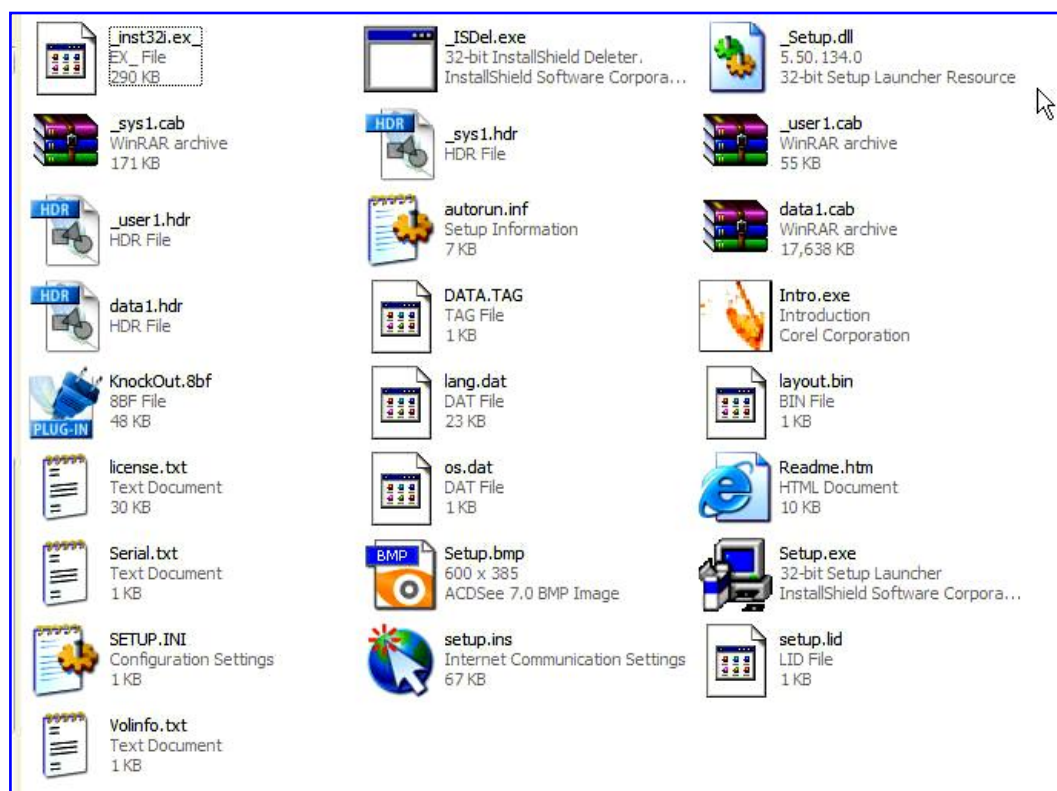 _inst32i.ex_
EX_ File
290 KB
_ISDel.exe
32-bit InstallShield Deleter.
InstallShield Software Corpora...
_Setup.dll
5.50.134.0
32-bit Setup Launcher Resource
_sys1.cab
WinRAR archive
171 KB
HDR
_sys1.hdr
HDR File
_user1.cab
WinRAR archive
55 KB
HDR
_user1.hdr
HDR File
autorun.inf
Setup Information
7 KB
data1.cab
WinRAR archive
17,638 KB
HDR
data1.hdr
HDR File
DATA.TAG
TAG File
1 KB
Intro.exe
Introduction
Corel Corporation
PLUG-IN
KnockOut.8bf
8BF File
48 KB
lang.dat
DAT File
23 KB
layout.bin
BIN File
1 KB
license.txt
Text Document
30 KB
os.dat
DAT File
1 KB
Readme.htm
HTML Document
10 KB
Serial.txt
Text Document
1 KB
BMP
Setup.bmp
600 x 385
ACDSee 7.0 BMP Image
Setup.exe
32-bit Setup Launcher
InstallShield Software Corpora...
SETUP.INI
Configuration Settings
1 KB
setup.ins
Internet Communication Settings
67 KB
setup.lid
LID File
1 KB
Volinfo.txt
Text Document
1 KB